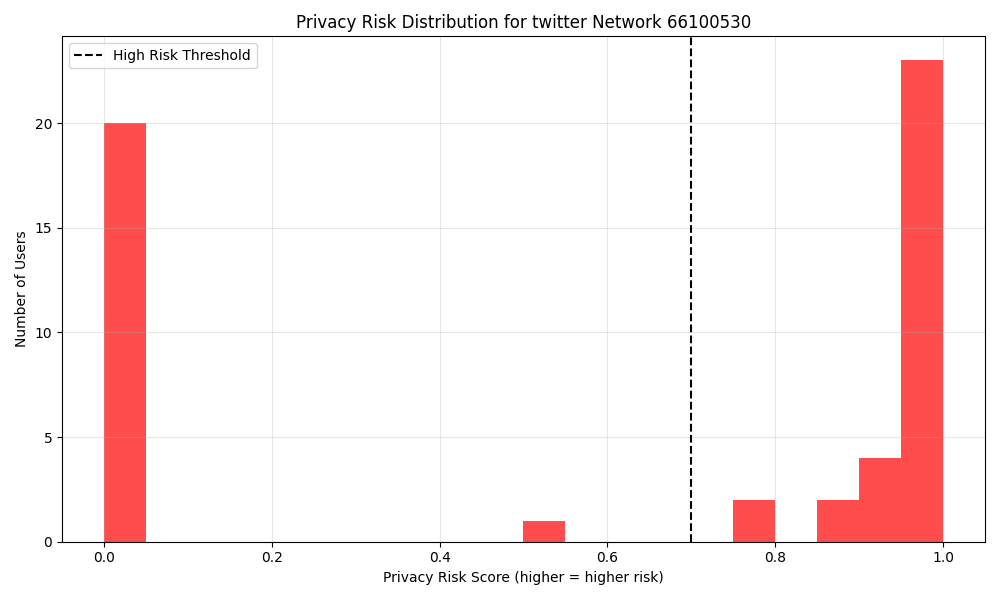 Privacy Risk Distribution for twitter Network 66100530
High Risk Threshold
Number of Users
20
15
10
5
0
0.0 0.2 0.4 0.6 0.8 1.0
Privacy Risk Score (higher = higher risk)